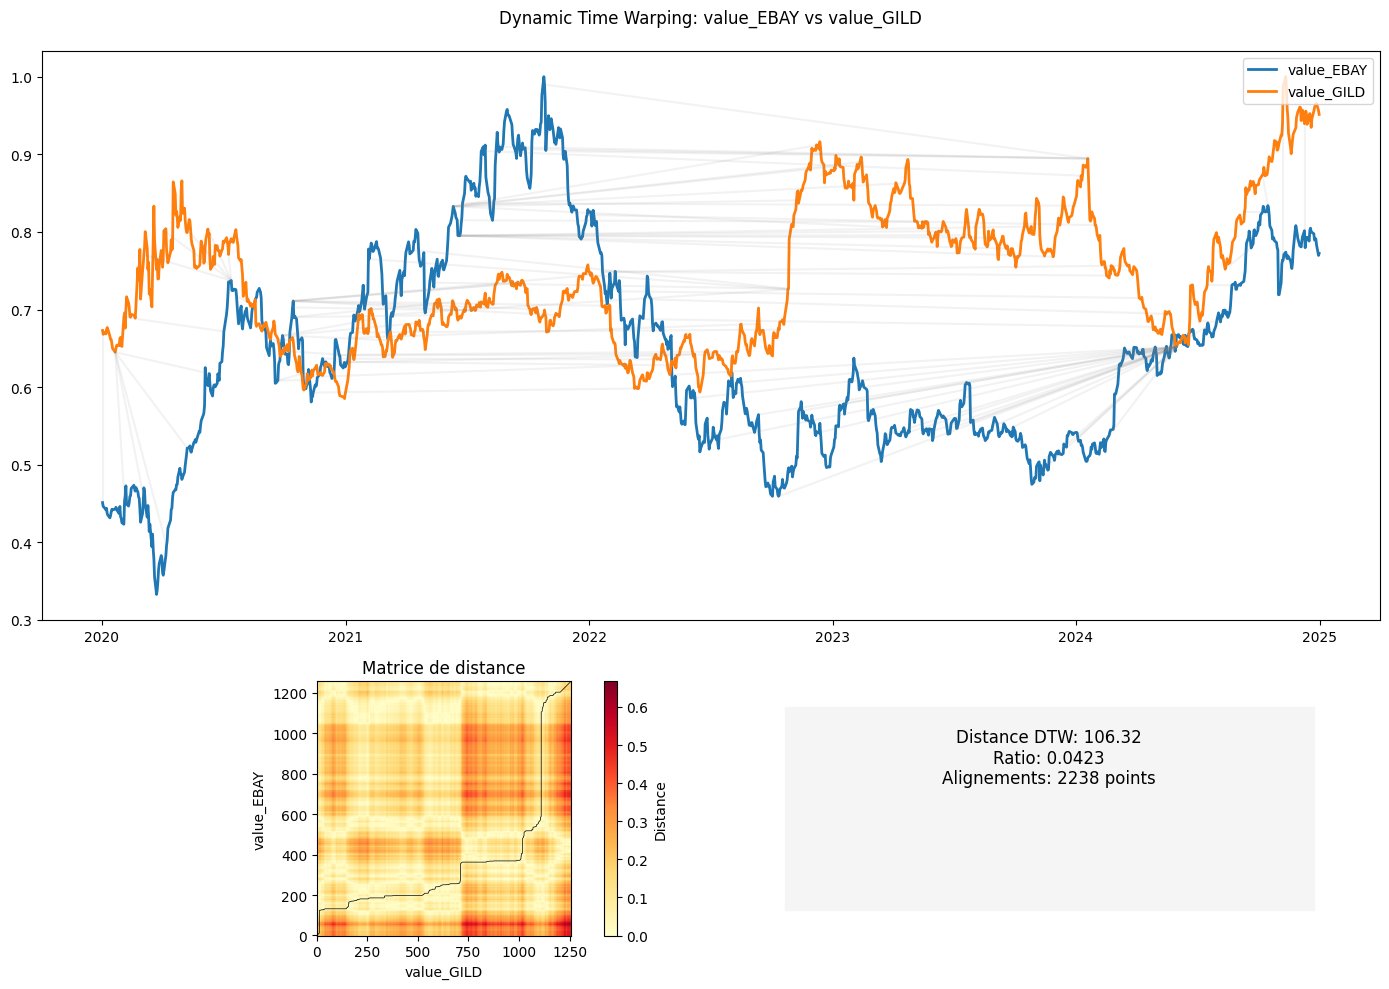 Dynamic Time Warping: value_EBAY vs value_GILD
value_EBAY
value_GILD
1.0
0.9
0.8
0.7
0.6
0.5
0.4
0.3
2020 2021 2022 2023 2024 2025
Matrice de distance
value_EBAY
1200
1000
800
600
400
200
0
0 250 500 750 1000 1250
value_GILD
0.6
0.5
0.4
0.3
0.2
0.1
0.0
Distance
Distance DTW: 106.32
Ratio: 0.0423
Alignements: 2238 points